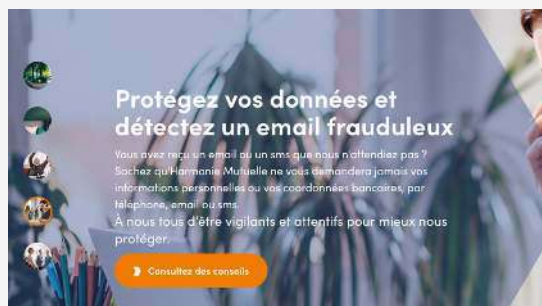 Protégez vos données et
détectez un email frauduleux
Vous avez reçu un email ou un sms que vous n'attendiez pas ?
Sachez qu'Harmonie Mutuelle ne vous demandera jamais vos
informations personnelles ou vos coordonnées bancaires, par
téléphone, email ou sms.
À nous tous d'être vigilants et attentifs pour mieux nous
protéger.
Consultez des conseils